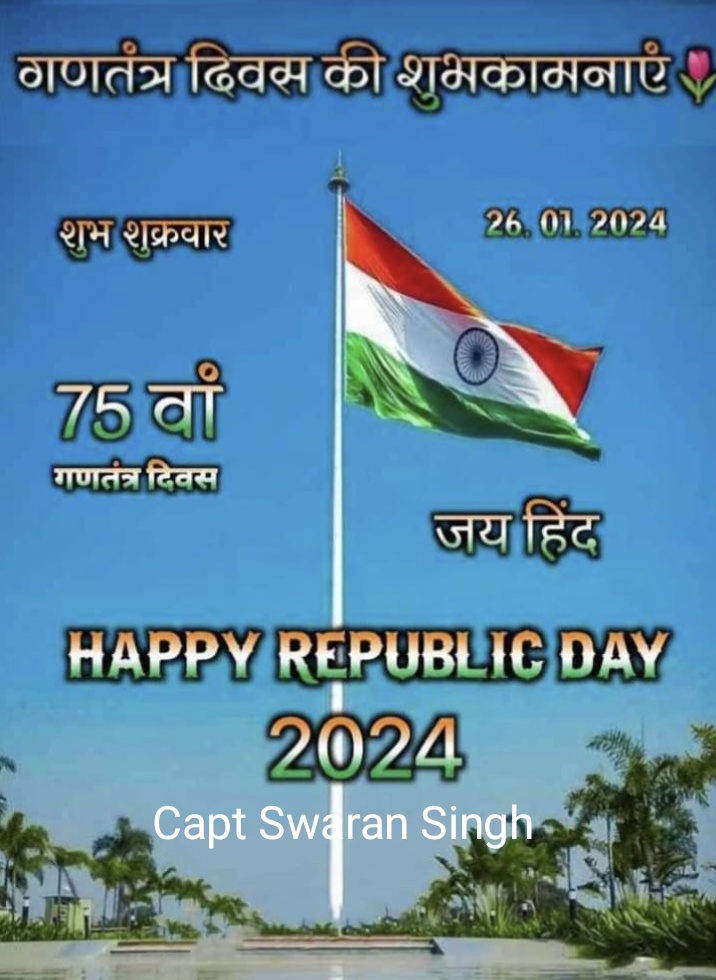 गणतंत्र दिवस की शुभकामनाएं🌷
शुभ शुक्रवार
26. 01. 2024
75 वां
गणतंत्र दिवस
जय हिंद
HAPPY REPUBLIC DAY
2024
Capt Swaran Singh